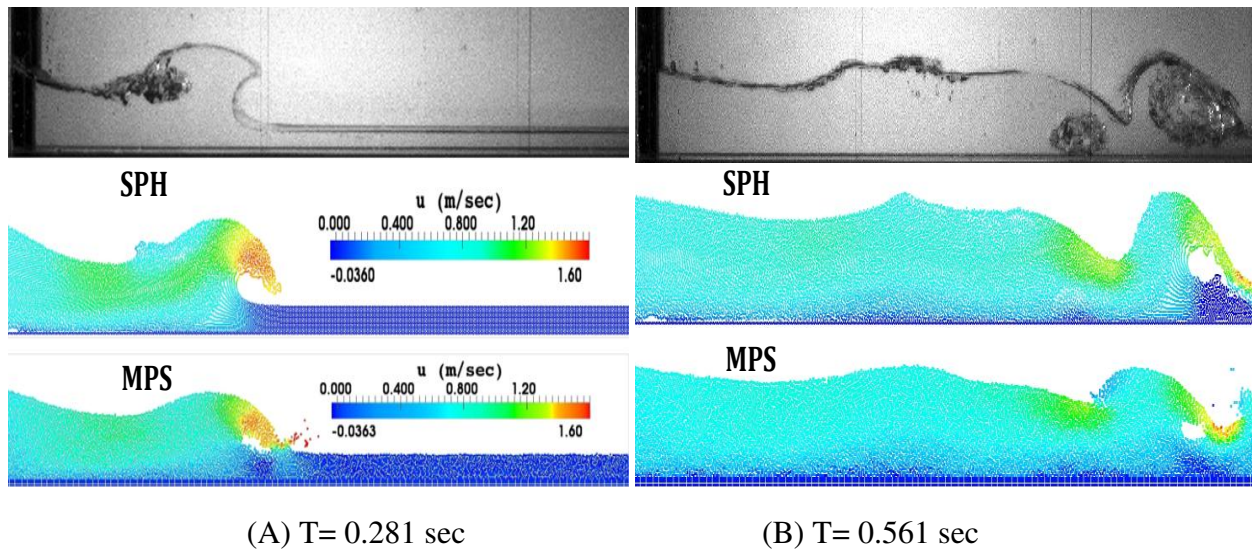 SPH
u (m/sec)
0.000 0.400 0.800 1.20
-0.0360 1.60
SPH
MPS
u (m/sec)
0.000 0.400 0.800 1.20
-0.0363 1.60
MPS
(A) T= 0.281 sec
(B) T= 0.561 sec